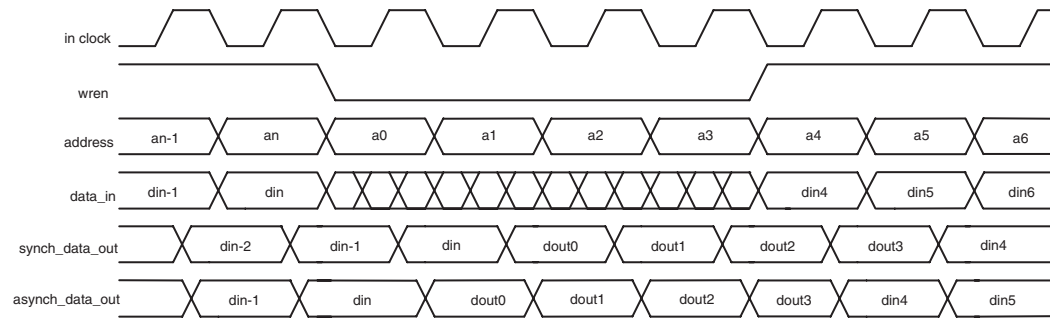 in clock
wren
address an-1 an a0 a1 a2 a3 a4 a5 a6
data_in din-1 din din4 din5 din6
synch_data_out din-2 din-1 din dout0 dout1 dout2 dout3 din4
asynch_data_out din-1 din dout0 dout1 dout2 dout3 din4 din5